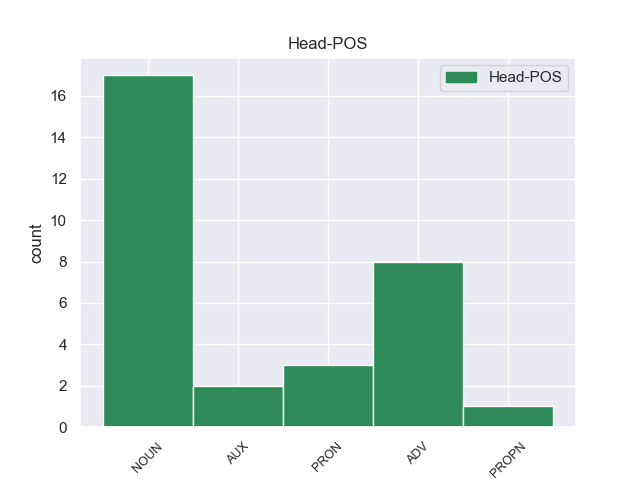 Head-POS
Head-POS
count
16
14
12
10
8
6
4
2
0
NOUN
AUX
PRON
ADV
PROPN